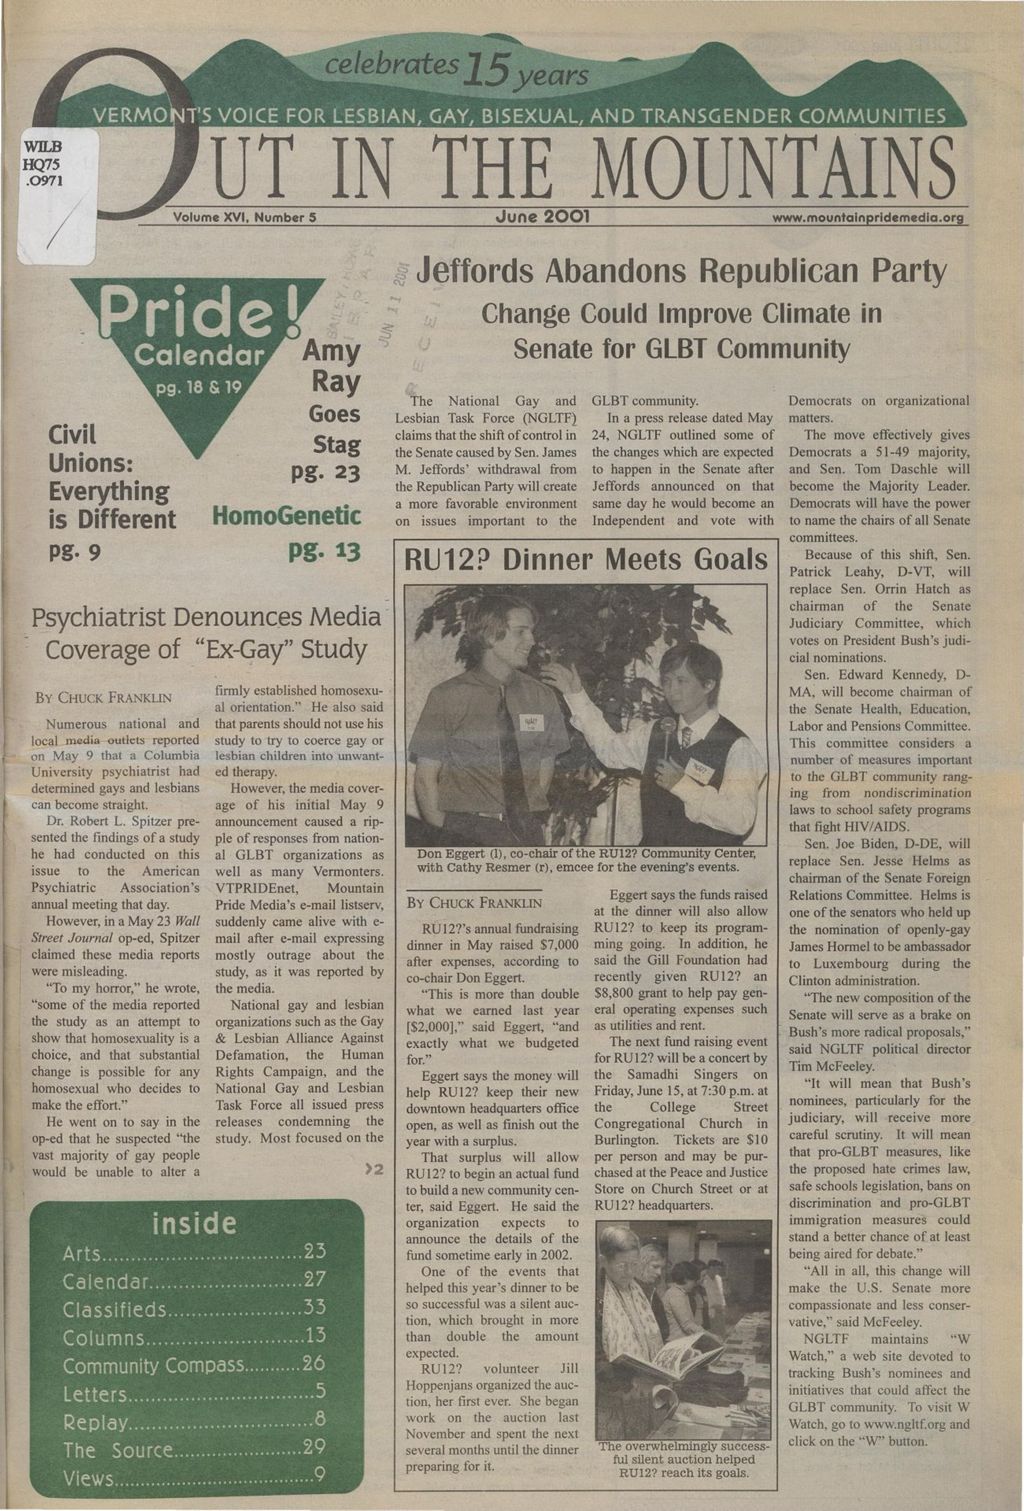 celebrates 15 years
VERMONT'S VOICE FOR LESBIAN, GAY, BISEXUAL, AND TRANSGENDER COMMUNITIES
OUT IN THE MOUNTAINS
WILB
HQ75
.O971
Volume XVI, Number 5
June 2001
www.mountainpridemedia.org
Pride!
Calendar
pg. 18 & 19
Amy
Ray
Goes
Stag
pg. 23
Civil
Unions:
Everything
is Different
pg. 9
HomoGenetic
pg. 13
JUN 11 2001
Jeffords Abandons Republican Party
Change Could Improve Climate in
Senate for GLBT Community
The National Gay and
Lesbian Task Force (NGLTF)
claims that the shift of control in
the Senate caused by Sen. James
M. Jeffords' withdrawal from
the Republican Party will create
a more favorable environment
on issues important to the
GLBT community.
In a press release dated May
24, NGLTF outlined some of
the changes which are expected
to happen in the Senate after
Jeffords announced on that
same day he would become an
Independent and vote with
Democrats on organizational
matters.
The move effectively gives
Democrats a 51-49 majority,
and Sen. Tom Daschle will
become the Majority Leader.
Democrats will have the power
to name the chairs of all Senate
committees.
Because of this shift, Sen.
Patrick Leahy, D-VT, will
replace Sen. Orrin Hatch as
chairman of the Senate
Judiciary Committee, which
votes on President Bush's judi-
cial nominations.
Sen. Edward Kennedy, D-
MA, will become chairman of
the Senate Health, Education,
Labor and Pensions Committee.
This committee considers a
number of measures important
to the GLBT community rang-
ing from nondiscrimination
laws to school safety programs
that fight HIV/AIDS.
Sen. Joe Biden, D-DE, will
replace Sen. Jesse Helms as
chairman of the Senate Foreign
Relations Committee. Helms is
one of the senators who held up
the nomination of openly-gay
James Hormel to be ambassador
to Luxembourg during the
Clinton administration.
"The new composition of the
Senate will serve as a brake on
Bush's more radical proposals,"
said NGLTF political director
Tim McFeeley.
"It will mean that Bush's
nominees, particularly for the
judiciary, will receive more
careful scrutiny. It will mean
that pro-GLBT measures, like
the proposed hate crimes law,
safe schools legislation, bans on
discrimination and pro-GLBT
immigration measures could
stand a better chance of at least
being aired for debate."
"All in all, this change will
make the U.S. Senate more
compassionate and less conser-
vative," said McFeeley.
NGLTF maintains "W
Watch," a web site devoted to
tracking Bush's nominees and
initiatives that could affect the
GLBT community. To visit W
Watch, go to www.ngltf.org and
click on the "W" button.
Psychiatrist Denounces Media
Coverage of "Ex-Gay" Study
BY CHUCK FRANKLIN
Numerous national and
local media outlets reported
on May 9 that a Columbia
University psychiatrist had
determined gays and lesbians
can become straight.
Dr. Robert L. Spitzer pre-
sented the findings of a study
he had conducted on this
issue to the American
Psychiatric Association's
annual meeting that day.
However, in a May 23 Wall
Street Journal op-ed, Spitzer
claimed these media reports
were misleading.
"To my horror," he wrote,
"some of the media reported
the study as an attempt to
show that homosexuality is a
choice, and that substantial
change is possible for any
homosexual who decides to
make the effort."
He went on to say in the
op-ed that he suspected "the
vast majority of gay people
would be unable to alter a
firmly established homosexu-
al orientation." He also said
that parents should not use his
study to try to coerce gay or
lesbian children into unwant-
ed therapy.
However, the media cover-
age of his initial May 9
announcement caused a rip-
ple of responses from nation-
al GLBT organizations as
well as many Vermonters.
VTPRIDEnet, Mountain
Pride Media's e-mail listserv,
suddenly came alive with e-
mail after e-mail expressing
mostly outrage about the
study, as it was reported by
the media.
National gay and lesbian
organizations such as the Gay
& Lesbian Alliance Against
Defamation, the Human
Rights Campaign, and the
National Gay and Lesbian
Task Force all issued press
releases condemning the
study. Most focused on the
>2
RU12? Dinner Meets Goals
Don Eggert (l), co-chair of the RU12? Community Center,
with Cathy Resmer (r), emcee for the evening's events.
BY CHUCK FRANKLIN
RU12?'s annual fundraising
dinner in May raised $7,000
after expenses, according to
co-chair Don Eggert.
"This is more than double
what we earned last year
[$2,000]," said Eggert, "and
exactly what we budgeted
for."
Eggert says the money will
help RU12? keep their new
downtown headquarters office
open, as well as finish out the
year with a surplus.
That surplus will allow
RU12? to begin an actual fund
to build a new community cen-
ter, said Eggert. He said the
organization expects to
announce the details of the
fund sometime early in 2002.
One of the events that
helped this year's dinner to be
so successful was a silent auc-
tion, which brought in more
than double the amount
expected.
RU12? volunteer Jill
Hoppenjans organized the auc-
tion, her first ever. She began
work on the auction last
November and spent the next
several months until the dinner
preparing for it.
Eggert says the funds raised
at the dinner will also allow
RU12? to keep its program-
ming going. In addition, he
said the Gill Foundation had
recently given RU12? an
$8,800 grant to help pay gen-
eral operating expenses such
as utilities and rent.
The next fund raising event
for RU12? will be a concert by
the Samadhi Singers on
Friday, June 15, at 7:30 p.m. at
the College Street
Congregational Church in
Burlington. Tickets are $10
per person and may be pur-
chased at the Peace and Justice
Store on Church Street or at
RU12? headquarters.
The overwhelmingly success-
ful silent auction helped
RU12? reach its goals.
inside
Arts..............................23
Calendar.......................27
Classifieds....................33
Columns........................13
Community Compass..........26
Letters............................5
Replay............................8
The Source...................29
Views..............................9